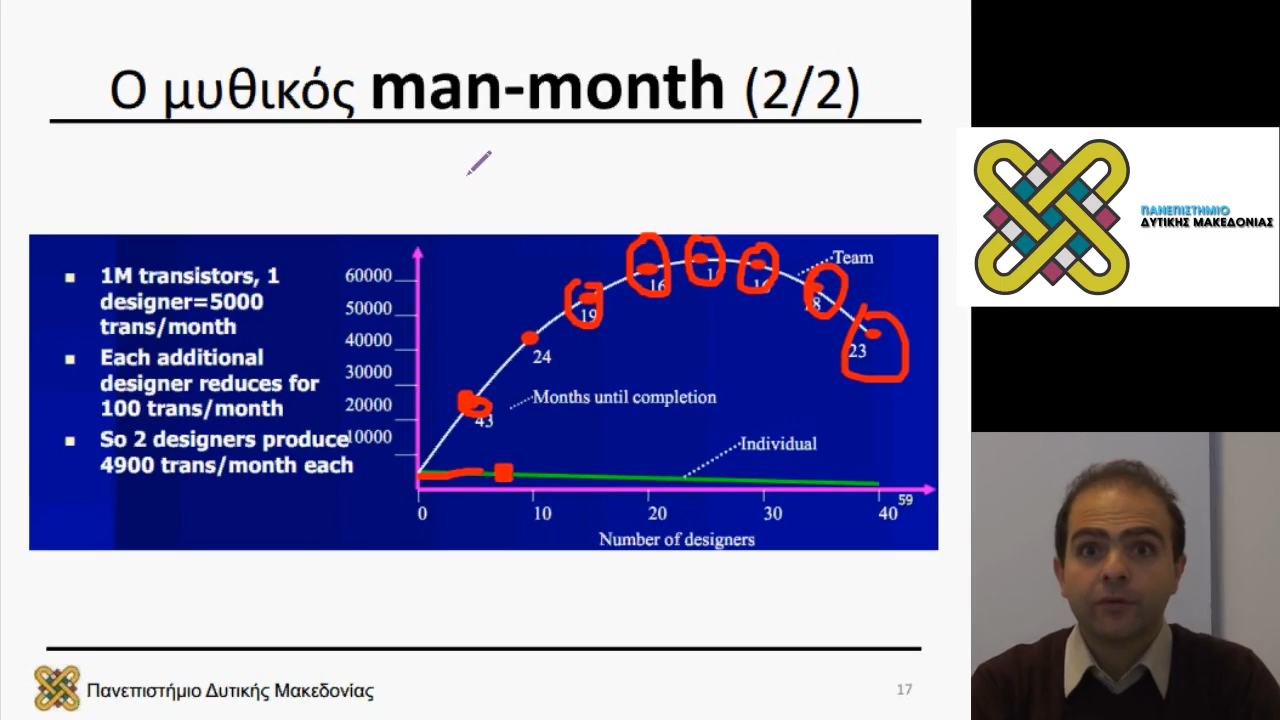 Ο μυθικός man-month (2/2)
1M transistors, 1
designer=5000
trans/month
Each additional
designer reduces for
100 trans/month
So 2 designers produce
4900 trans/month each
60000
50000
40000
30000
20000
10000
Team
16
19
18
24
23
43
Months until completion
Individual
59
0
10
20
30
40
Number of designers
Πανεπιστήμιο Δυτικής Μακεδονίας
17
ΠΑΝΕΠΙΣΤΗΜΙΟ
ΔΥΤΙΚΗΣ ΜΑΚΕΔΟΝΙΑΣ